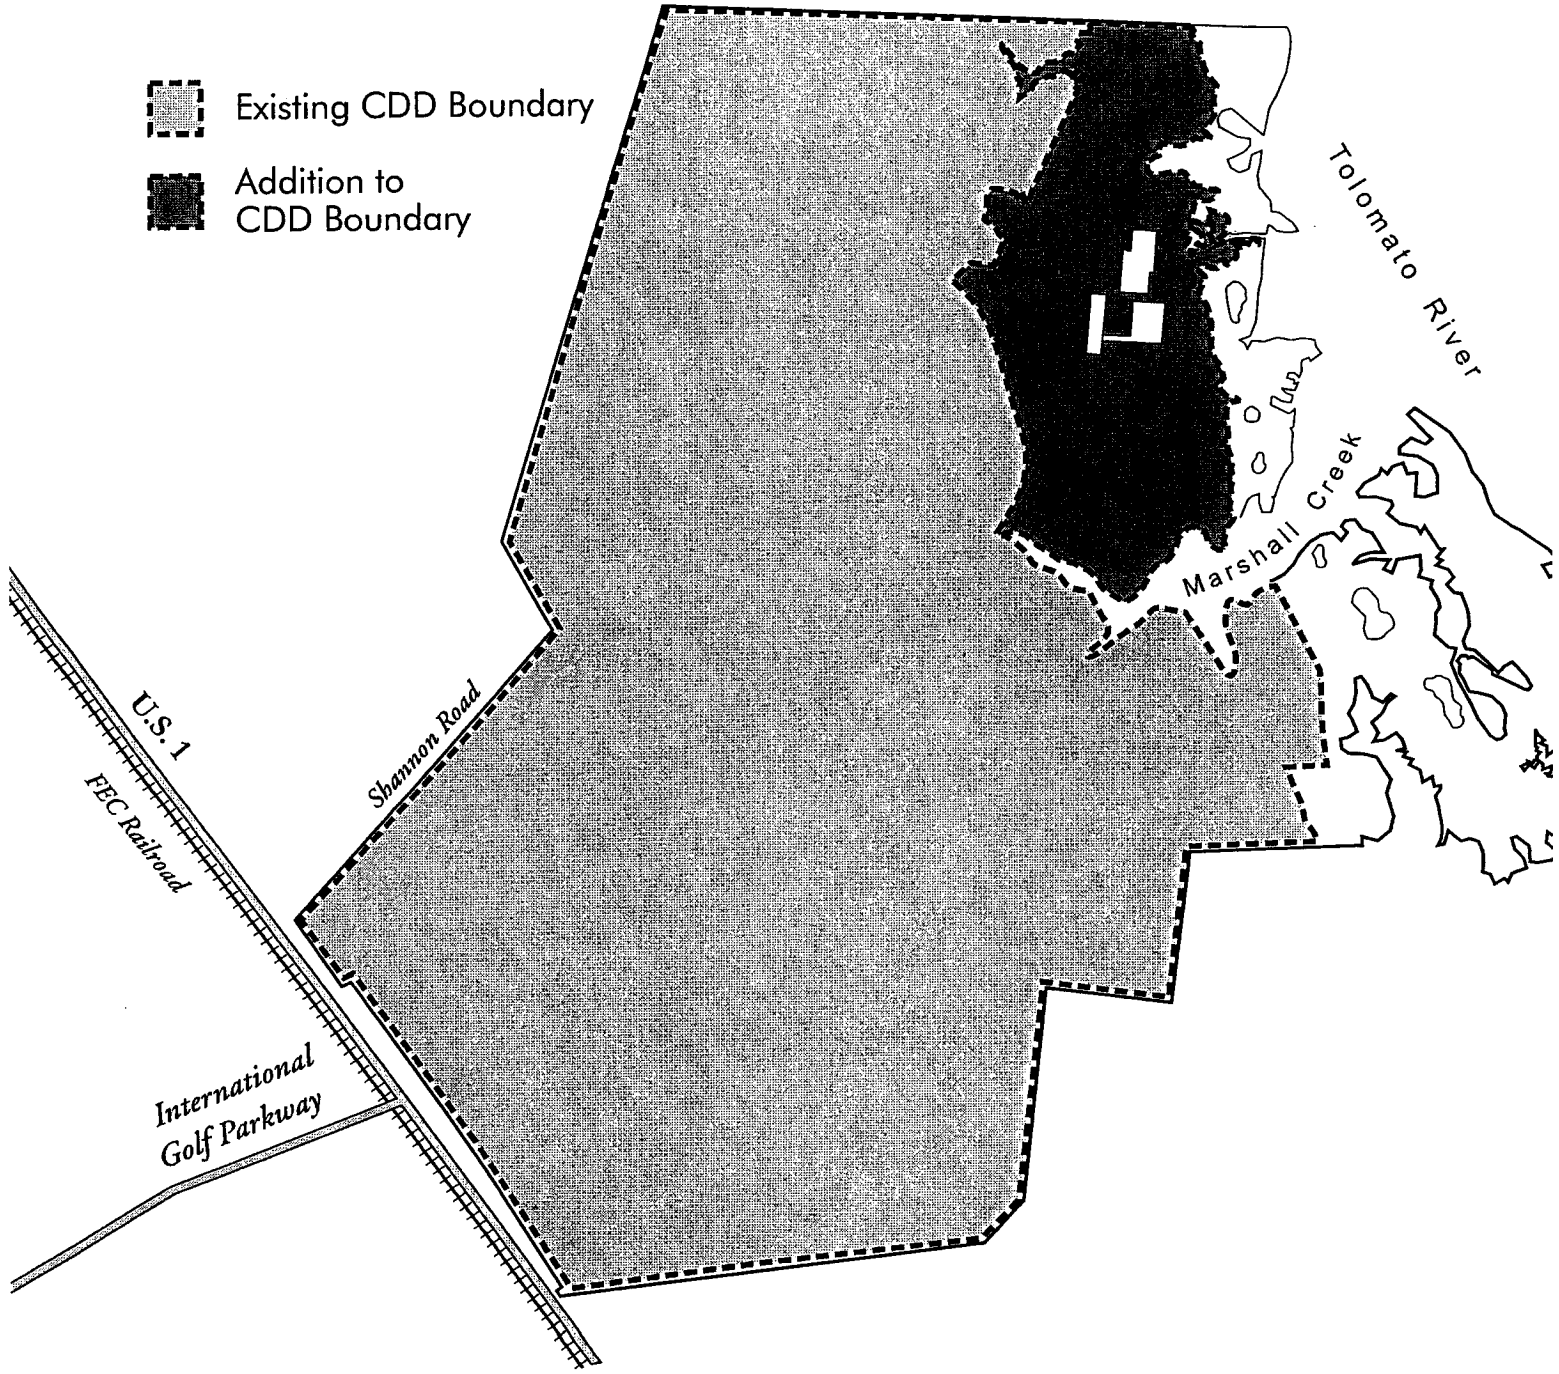 Existing CDD Boundary
Addition to
CDD Boundary
Tolomato River
Marshall Creek
Shannon Road
U.S. 1
FEC Railroad
International
Golf Parkway